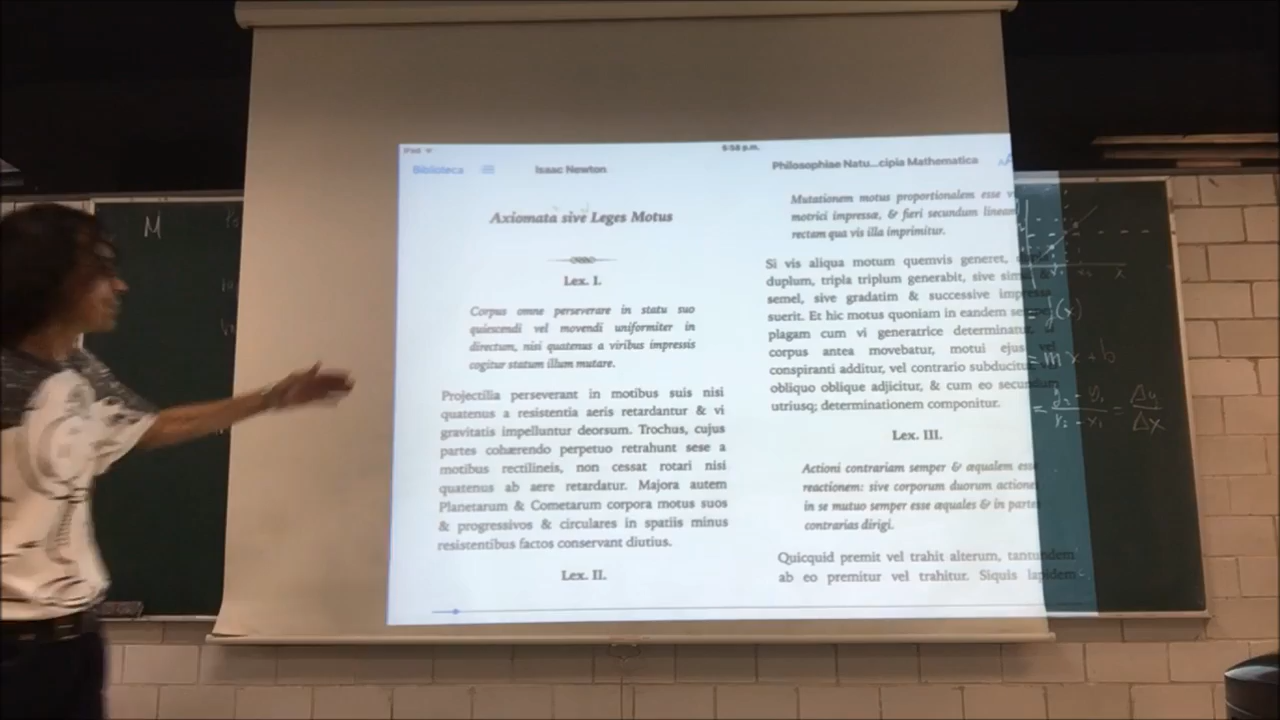 iPad
5:58 p.m.
Biblioteca
Isaac Newton
Philosophiae Natu...cipia Mathematica
AA
Axiomata sive Leges Motus
Lex. I.
Corpus omne perseverare in statu suo
quiescendi vel movendi uniformiter in
directum, nisi quatenus a viribus impressis
cogitur statum illum mutare.
Projectilia perseverant in motibus suis nisi
quatenus a resistentia aeris retardantur & vi
gravitatis impelluntur deorsum. Trochus, cujus
partes cohærendo perpetuo retrahunt sese a
motibus rectilineis, non cessat rotari nisi
quatenus ab aere retardatur. Majora autem
Planetarum & Cometarum corpora motus suos
& progressivos & circulares in spatiis minus
resistentibus factos conservant diutius.
Lex. II.
Mutationem motus proportionalem esse
motrici impressæ, & fieri secundum lineam
rectam qua vis illa imprimitur.
Si vis aliqua motum quemvis generet,
duplum, tripla triplum generabit, sive simul &
semel, sive gradatim & successive impressa
suerit. Et hic motus quoniam in eandem semper
plagam cum vi generatrice determinatur,
corpus antea movebatur, motui ejus vel
conspiranti additur, vel contrario subducitur,
obliquo oblique adjicitur, & cum eo secundum
utriusq; determinationem componitur.
Lex. III.
Actioni contrariam semper & æqualem esse
reactionem: sive corporum duorum actiones
in se mutuo semper esse æquales & in partes
contrarias dirigi.
Quicquid premit vel trahit alterum, tantundem
ab eo premitur vel trahitur. Siquis lapidem
M
x
= f(x)
= mx + b
= y₂ - y₁ / x₂ - x₁ = Δy / Δx